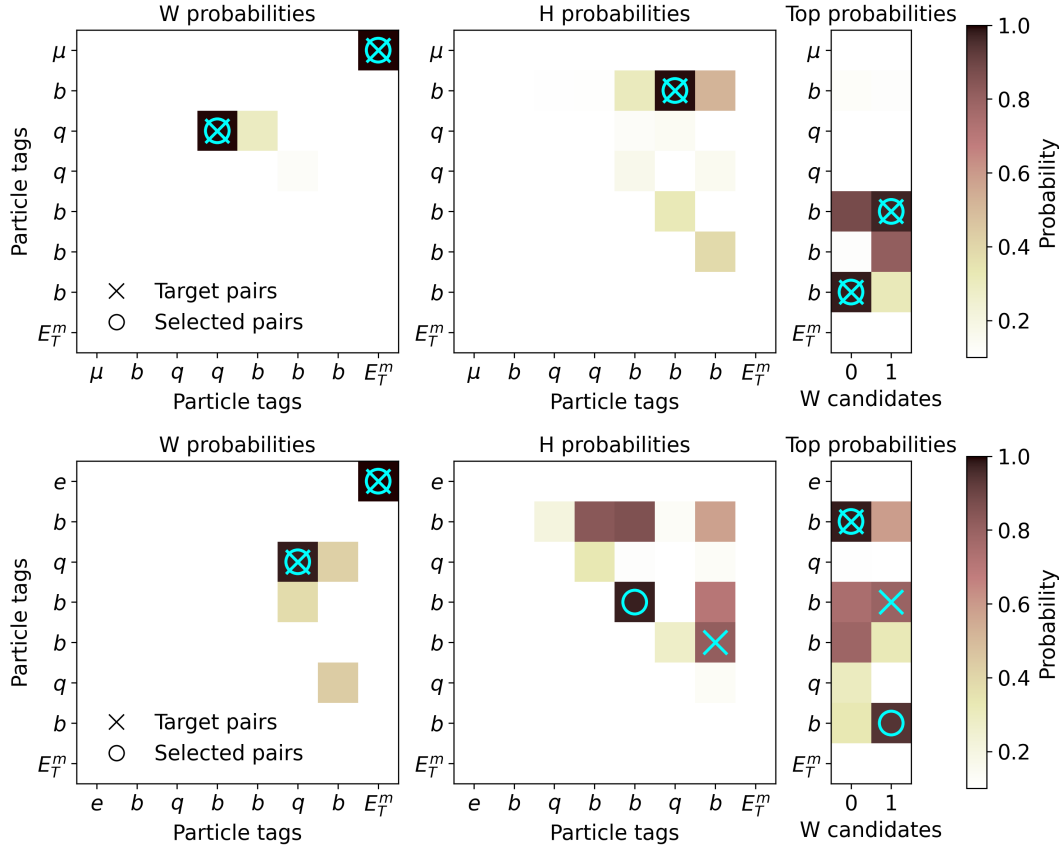 W probabilities
H probabilities
Top probabilities
Particle tags
μ
b
q
q
b
b
b
E_T^m
× Target pairs
○ Selected pairs
μ b q q b b b E_T^m
Particle tags
μ b q q b b b E_T^m
Particle tags
0 1
W candidates
1.0
0.8
0.6
0.4
0.2
Probability
W probabilities
H probabilities
Top probabilities
Particle tags
e
b
q
b
b
q
b
E_T^m
× Target pairs
○ Selected pairs
e b q b b q b E_T^m
Particle tags
e b q b b q b E_T^m
Particle tags
0 1
W candidates
1.0
0.8
0.6
0.4
0.2
Probability